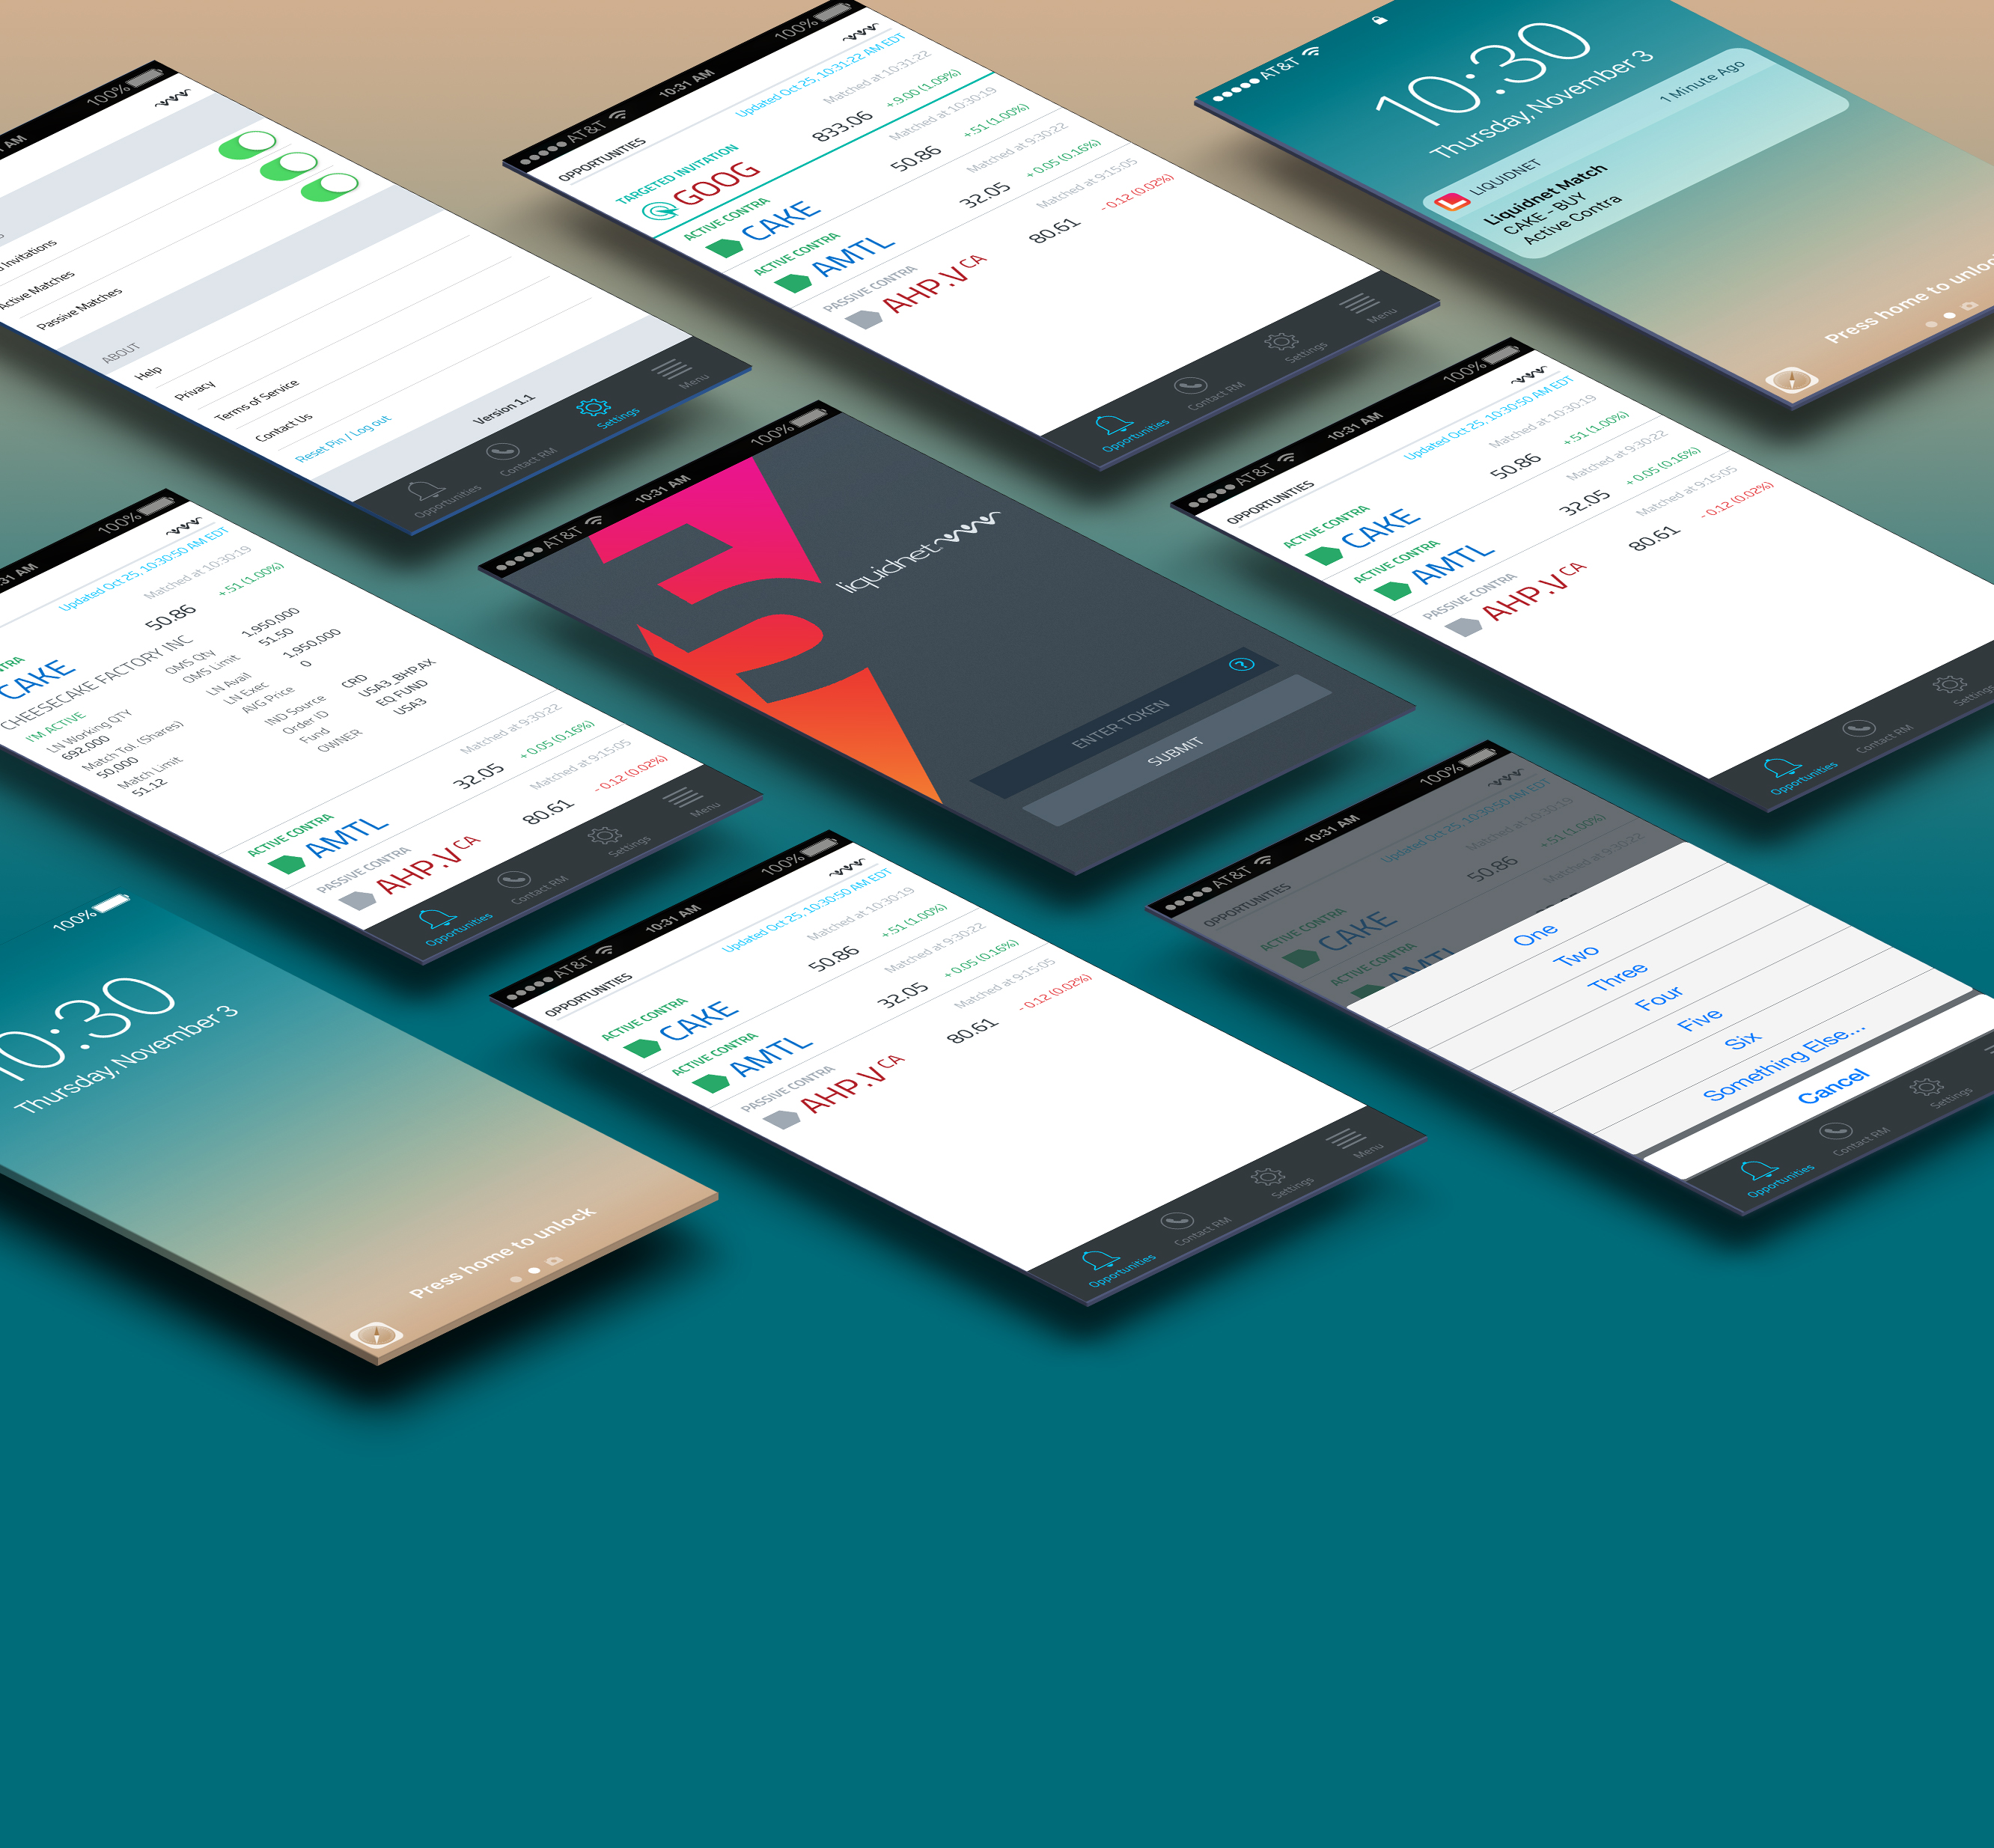 100%
Invitations
Active Matches
Passive Matches
ABOUT
Help
Privacy
Terms of Service
Contact Us
Reset Pin / Log out
Version 1.1
Opportunities
Contact RM
Settings
Menu
AT&T
10:31 AM
100%
OPPORTUNITIES
Updated Oct 25, 10:31:22 AM EDT
TARGETED INVITATION
Matched at 10:31:22
GOOG
833.06
+9.00 (1.09%)
ACTIVE CONTRA
Matched at 10:30:19
CAKE
50.86
+.51 (1.00%)
ACTIVE CONTRA
Matched at 9:30:22
AMTL
32.05
+0.05 (0.16%)
PASSIVE CONTRA
Matched at 9:15:05
AHP.V CA
80.61
- 0.12 (0.02%)
Opportunities
Contact RM
Settings
Menu
AT&T
10:30
Thursday, November 3
LIQUIDNET
1 Minute Ago
Liquidnet Match
CAKE - BUY
Active Contra
Press home to unlock
100%
Updated Oct 25, 10:30:50 AM EDT
Matched at 10:30:19
CAKE
50.86
+.51 (1.00%)
CHEESECAKE FACTORY INC
I'M ACTIVE
LN Working QTY
692,000
Match Tol. (Shares)
50,000
Match Limit
51.12
OMS Qty
1,950,000
OMS Limit
51.50
LN Avail
1,950,000
LN Exec
0
AVG Price
IND Source
CRD
Order ID
USA3_BHP.AX
Fund
EQ FUND
OWNER
USA3
ACTIVE CONTRA
Matched at 9:30:22
AMTL
32.05
+0.05 (0.16%)
PASSIVE CONTRA
Matched at 9:15:05
AHP.V CA
80.61
- 0.12 (0.02%)
Opportunities
Contact RM
Settings
Menu
AT&T
10:31 AM
100%
liquidnet
ENTER TOKEN
?
SUBMIT
AT&T
10:31 AM
100%
OPPORTUNITIES
Updated Oct 25, 10:30:50 AM EDT
ACTIVE CONTRA
Matched at 10:30:19
CAKE
50.86
+.51 (1.00%)
ACTIVE CONTRA
Matched at 9:30:22
AMTL
32.05
+0.05 (0.16%)
PASSIVE CONTRA
Matched at 9:15:05
AHP.V CA
80.61
- 0.12 (0.02%)
Opportunities
Contact RM
Settings
100%
10:30
Thursday, November 3
Press home to unlock
AT&T
10:31 AM
100%
OPPORTUNITIES
Updated Oct 25, 10:30:50 AM EDT
ACTIVE CONTRA
Matched at 10:30:19
CAKE
50.86
+.51 (1.00%)
ACTIVE CONTRA
Matched at 9:30:22
AMTL
32.05
+0.05 (0.16%)
PASSIVE CONTRA
Matched at 9:15:05
AHP.V CA
80.61
- 0.12 (0.02%)
Opportunities
Contact RM
Settings
Menu
AT&T
10:31 AM
100%
OPPORTUNITIES
Updated Oct 25, 10:30:50 AM EDT
ACTIVE CONTRA
Matched at 10:30:19
CAKE
50.86
+.51 (1.00%)
ACTIVE CONTRA
Matched at 9:30:22
AMTL
One
Two
Three
Four
Five
Six
Something Else...
Cancel
Opportunities
Contact RM
Settings